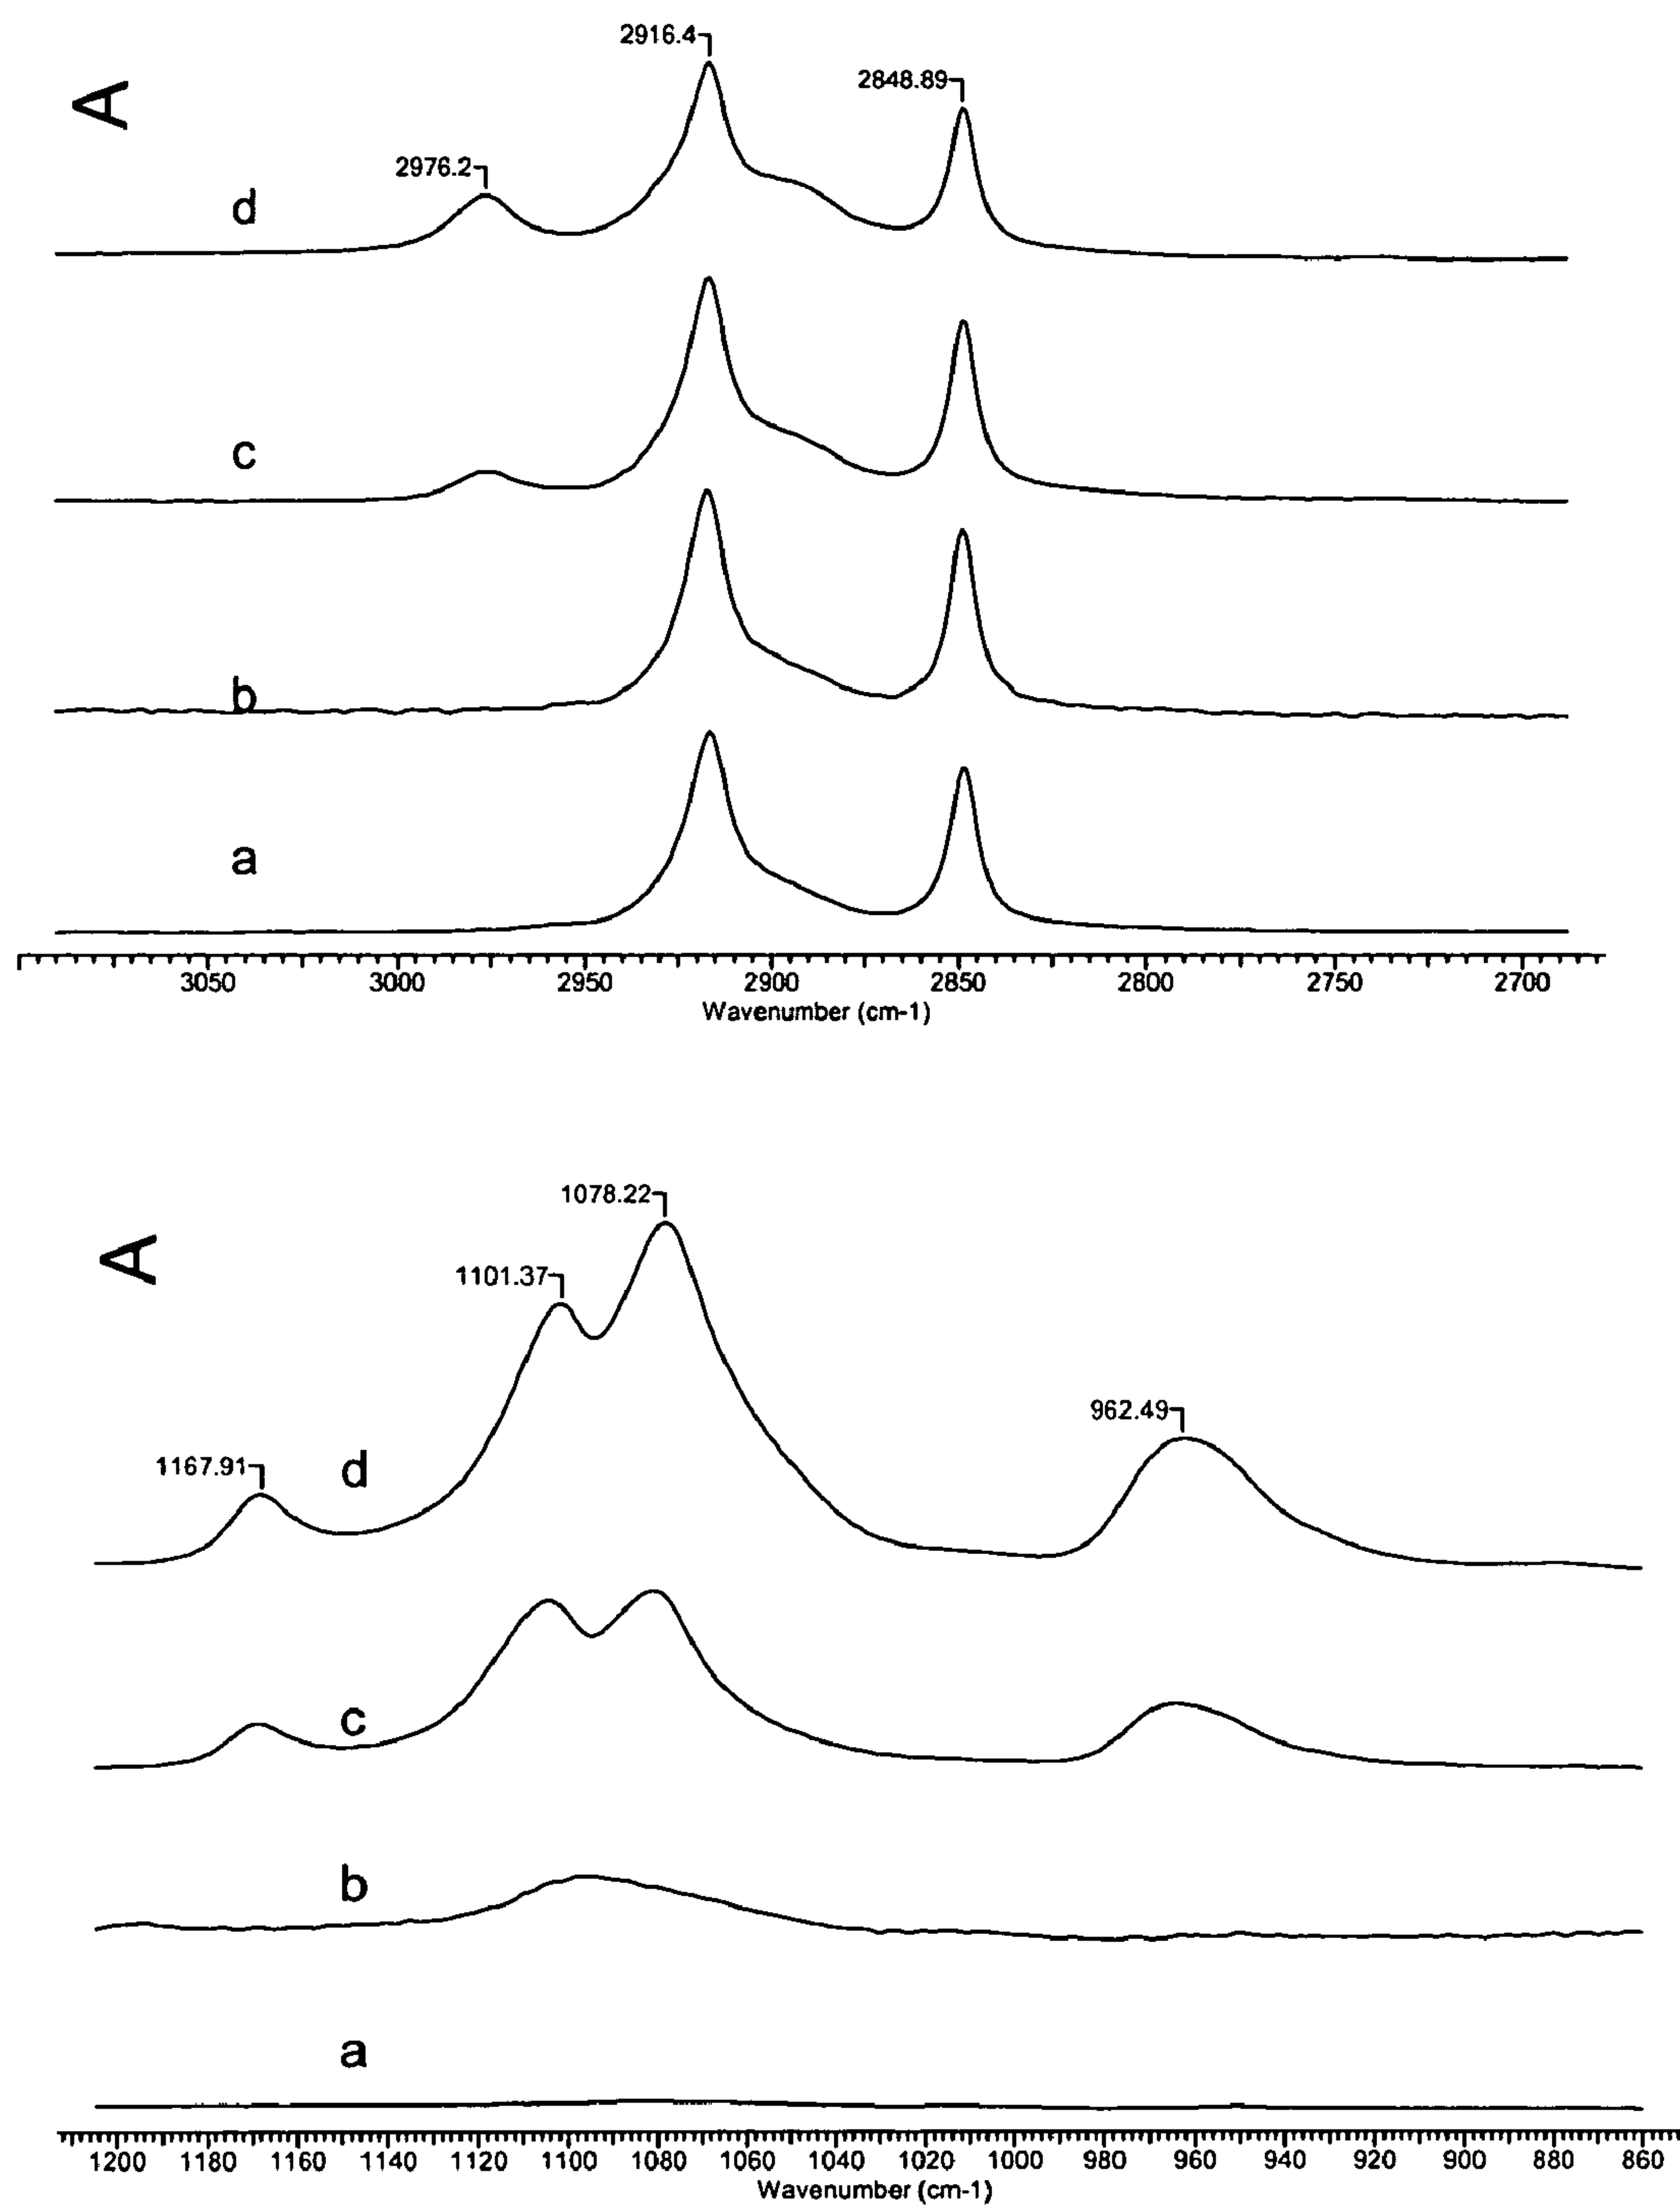 2916.4
A
2848.89
2976.2
d
c
b
a
3050 3000 2950 2900 2850 2800 2750 2700
Wavenumber (cm-1)
1078.22
A
1101.37
962.49
1167.91
d
c
b
a
1200 1180 1160 1140 1120 1100 1080 1060 1040 1020 1000 980 960 940 920 900 880 860
Wavenumber (cm-1)